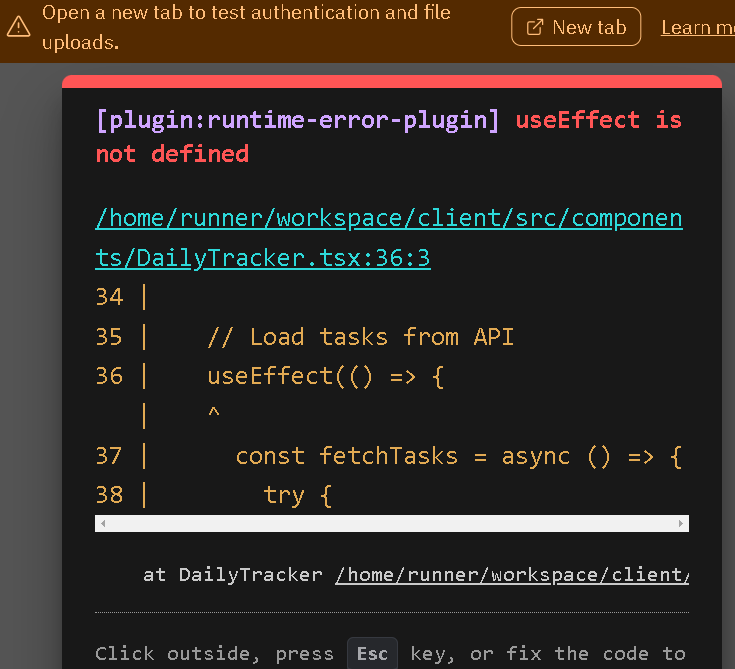 Open a new tab to test authentication and file
uploads.
New tab
Learn
[plugin:runtime-error-plugin] useEffect is
not defined
/home/runner/workspace/client/src/componen
ts/DailyTracker.tsx:36:3
34 |
35 |    // Load tasks from API
36 |    useEffect(() => {
   |    ^
37 |      const fetchTasks = async () => {
38 |        try {
at DailyTracker /home/runner/workspace/client/
Click outside, press Esc key, or fix the code to